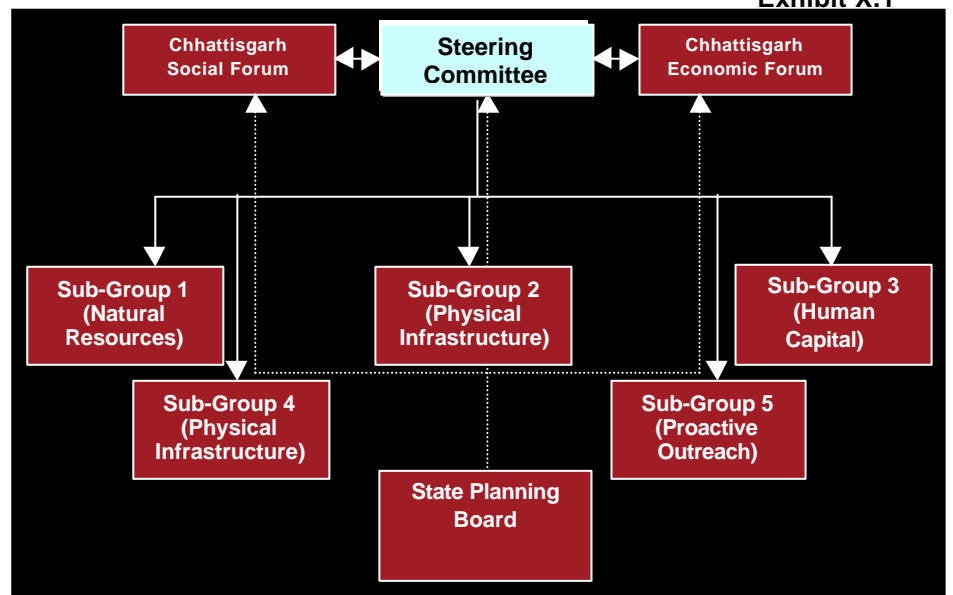 Exhibit X.1
Chhattisgarh
Social Forum
Steering
Committee
Chhattisgarh
Economic Forum
Sub-Group 1
(Natural
Resources)
Sub-Group 2
(Physical
Infrastructure)
Sub-Group 3
(Human
Capital)
Sub-Group 4
(Physical
Infrastructure)
Sub-Group 5
(Proactive
Outreach)
State Planning
Board